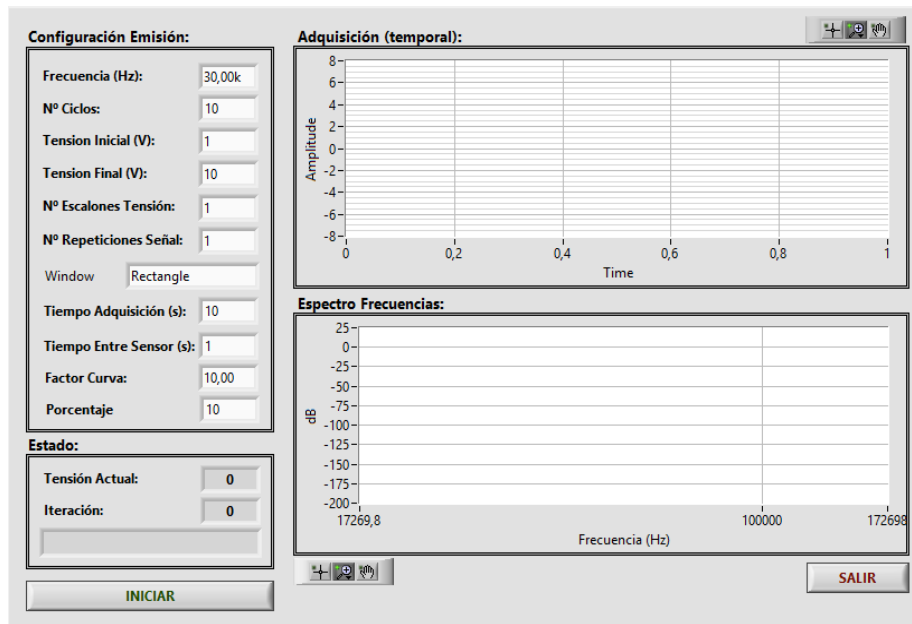 Configuración Emisión:
Frecuencia (Hz): 30,00k
Nº Ciclos: 10
Tension Inicial (V): 1
Tension Final (V): 10
Nº Escalones Tensión: 1
Nº Repeticiones Señal: 1
Window Rectangle
Tiempo Adquisición (s): 10
Tiempo Entre Sensor (s): 1
Factor Curva: 10,00
Porcentaje 10
Estado:
Tensión Actual: 0
Iteración: 0
INICIAR
Adquisición (temporal):
Amplitude
8
6
4
2
0
-2
-4
-6
-8
0 0,2 0,4 0,6 0,8 1
Time
Espectro Frecuencias:
dB
25
0
-25
-50
-75
-100
-125
-150
-175
-200
17269,8 100000 172698
Frecuencia (Hz)
SALIR